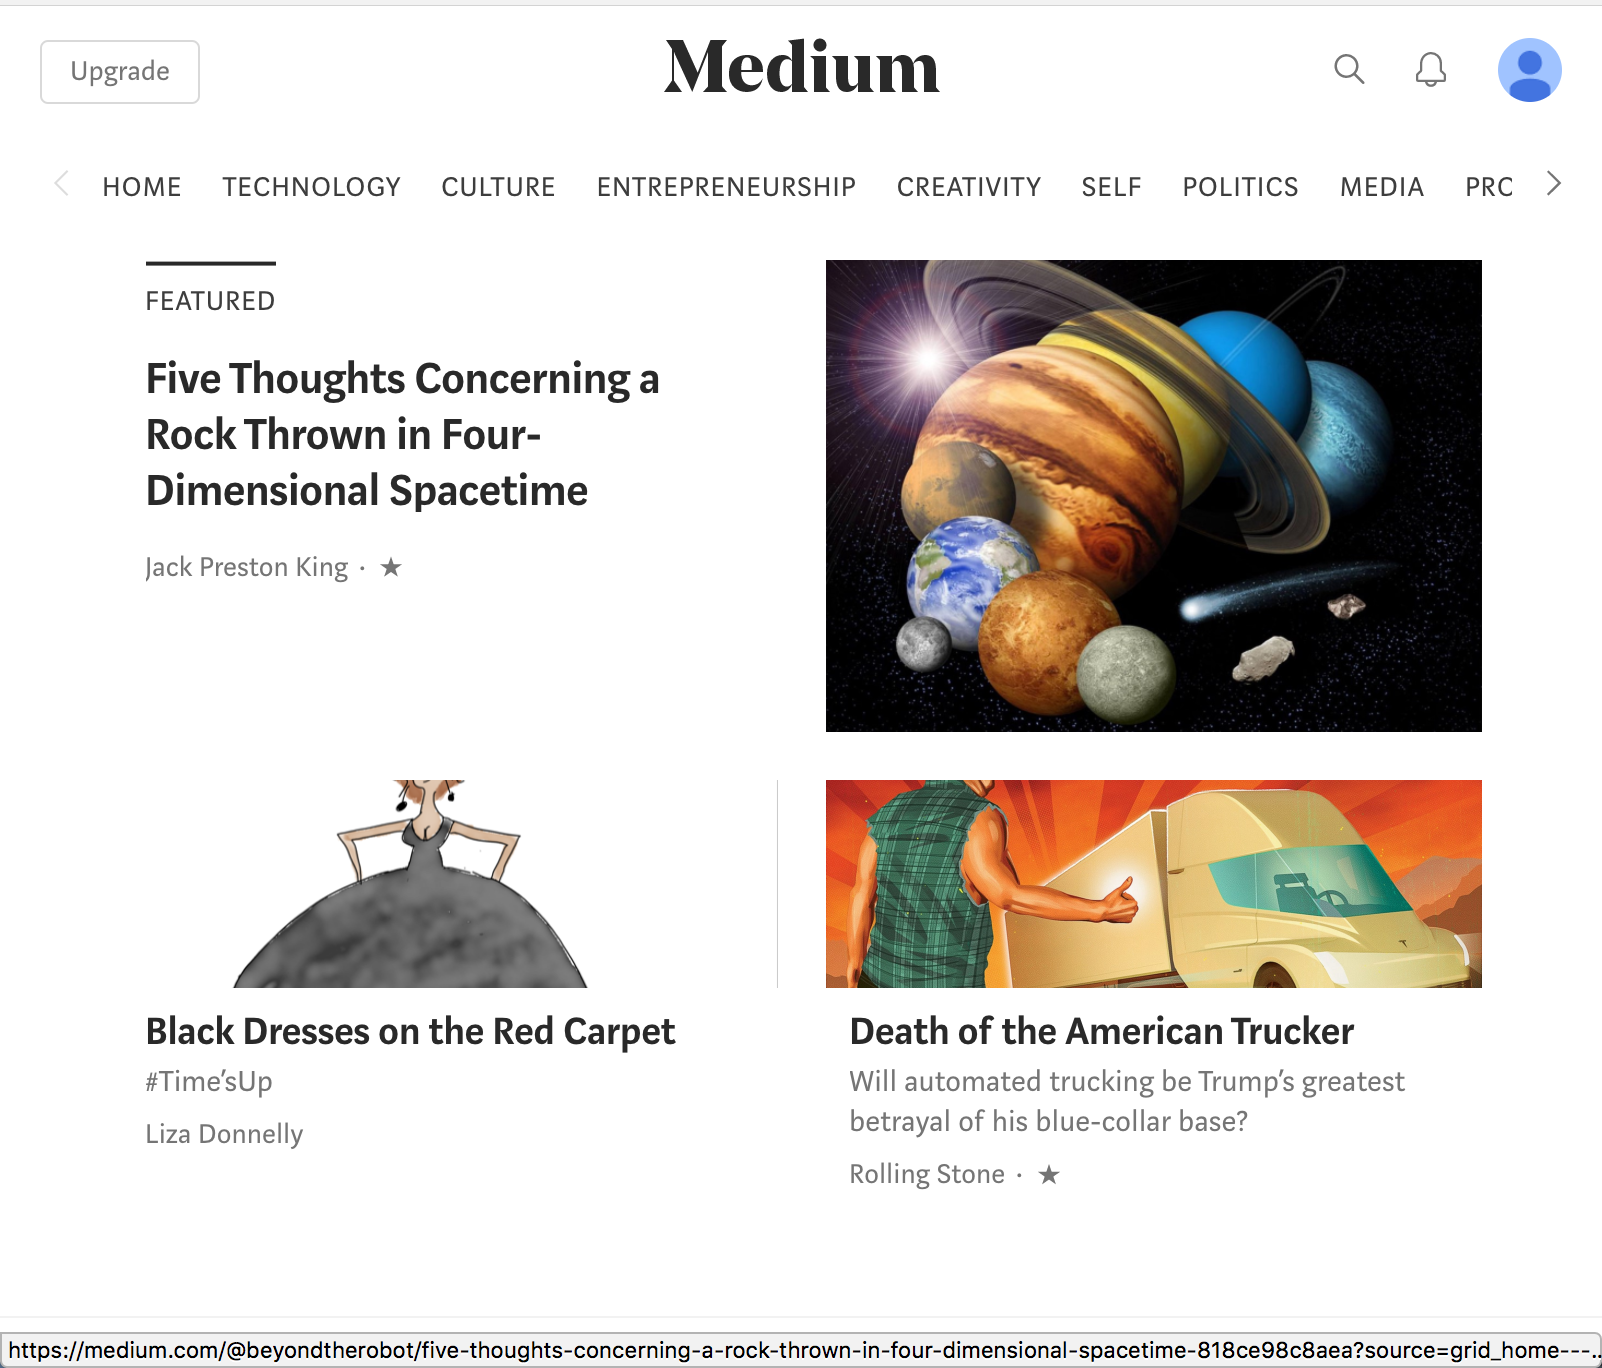 Upgrade
Medium
HOME TECHNOLOGY CULTURE ENTREPRENEURSHIP CREATIVITY SELF POLITICS MEDIA PRO
FEATURED
Five Thoughts Concerning a
Rock Thrown in Four-
Dimensional Spacetime
Jack Preston King · ★
Black Dresses on the Red Carpet
#Time’sUp
Liza Donnelly
Death of the American Trucker
Will automated trucking be Trump’s greatest
betrayal of his blue-collar base?
Rolling Stone · ★
https://medium.com/@beyondtherobot/five-thoughts-concerning-a-rock-thrown-in-four-dimensional-spacetime-818ce98c8aea?source=grid_home---...